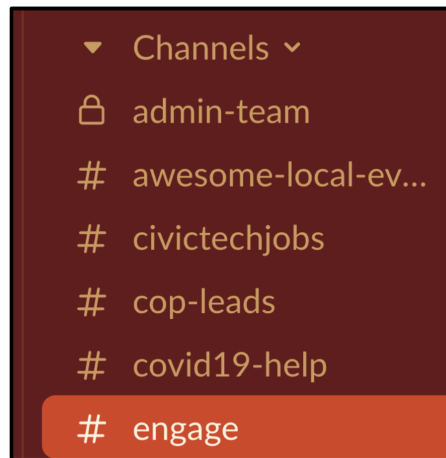 Channels
admin-team
# awesome-local-ev...
# civictechjobs
# cop-leads
# covid19-help
# engage